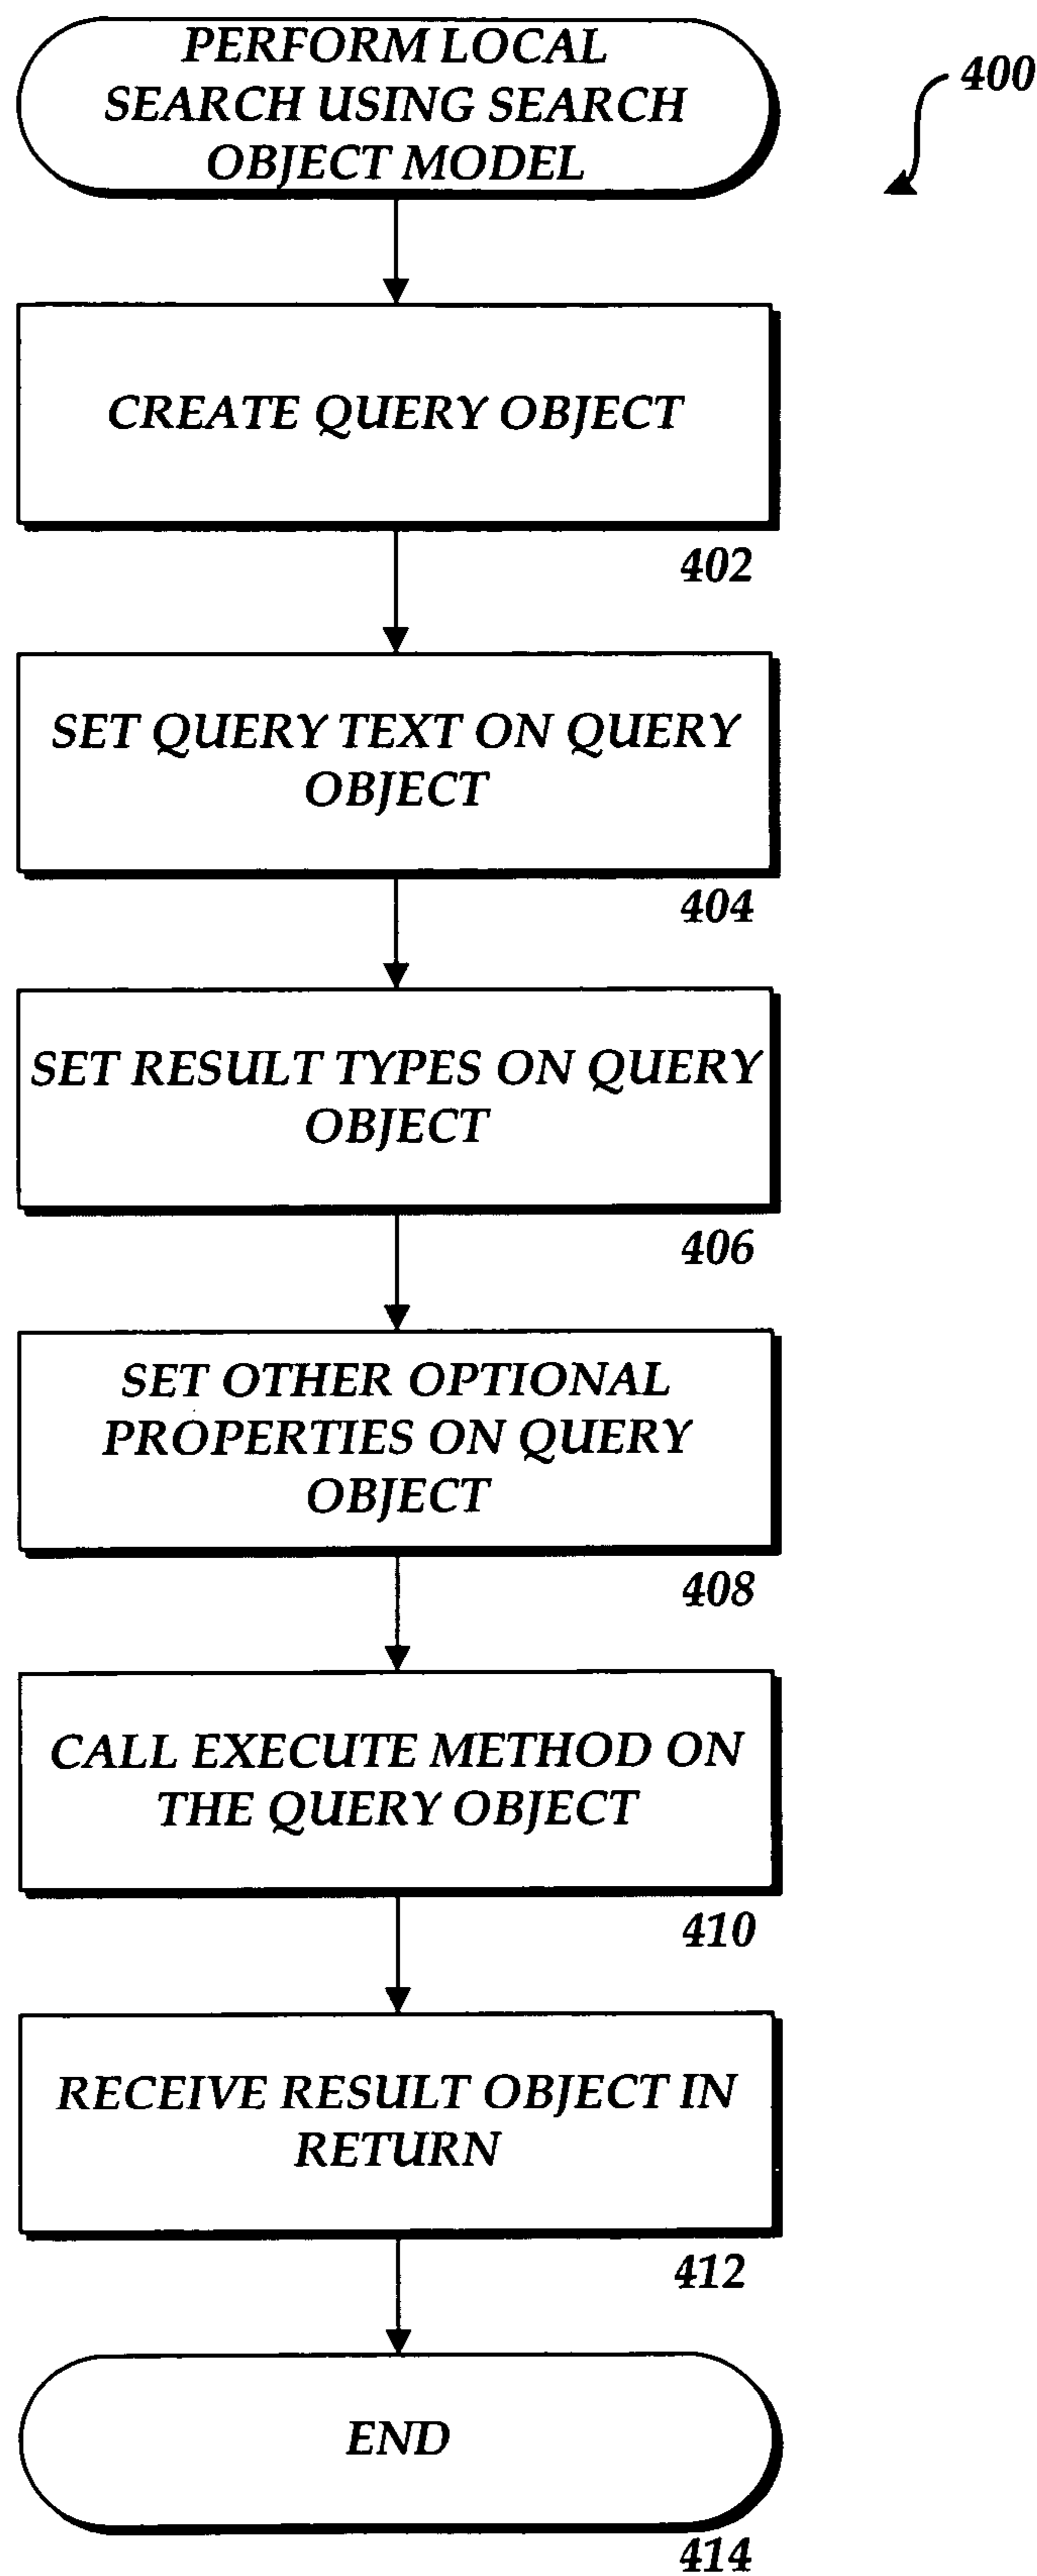 PERFORM LOCAL
SEARCH USING SEARCH
OBJECT MODEL
400
CREATE QUERY OBJECT
402
SET QUERY TEXT ON QUERY
OBJECT
404
SET RESULT TYPES ON QUERY
OBJECT
406
SET OTHER OPTIONAL
PROPERTIES ON QUERY
OBJECT
408
CALL EXECUTE METHOD ON
THE QUERY OBJECT
410
RECEIVE RESULT OBJECT IN
RETURN
412
END
414